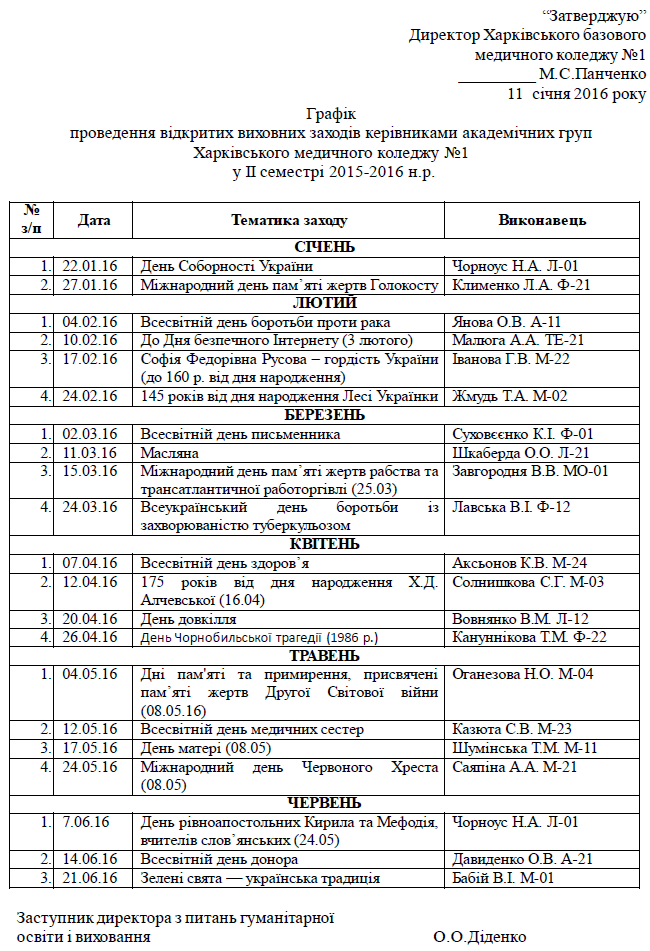 “Затверджую”
Директор Харківського базового
медичного коледжу №1
__________ М.С.Панченко
11 січня 2016 року
Графік
проведення відкритих виховних заходів керівниками академічних груп
Харківського медичного коледжу №1
у ІІ семестрі 2015-2016 н.р.
№ з/п Дата Тематика заходу Виконавець
СІЧЕНЬ
1. 22.01.16 День Соборності України Чорноус Н.А. Л-01
2. 27.01.16 Міжнародний день пам’яті жертв Голокосту Клименко Л.А. Ф-21
ЛЮТИЙ
1. 04.02.16 Всесвітній день боротьби проти рака Янова О.В. А-11
2. 10.02.16 До Дня безпечного Інтернету (3 лютого) Малюга А.А. ТЕ-21
3. 17.02.16 Софія Федорівна Русова – гордість України Іванова Г.В. М-22
(до 160 р. від дня народження)
4. 24.02.16 145 років від дня народження Лесі Українки Жмудь Т.А. М-02
БЕРЕЗЕНЬ
1. 02.03.16 Всесвітній день письменника Суховєєнко К.І. Ф-01
2. 11.03.16 Масляна Шкаберда О.О. Л-21
3. 15.03.16 Міжнародний день пам’яті жертв рабства та Завгородня В.В. МО-01
трансатлантичної работоргівлі (25.03)
4. 24.03.16 Всеукраїнський день боротьби із Лавська В.І. Ф-12
захворюваністю туберкульозом
КВІТЕНЬ
1. 07.04.16 Всесвітній день здоров’я Аксьонов К.В. М-24
2. 12.04.16 175 років від дня народження Х.Д. Солнишкова С.Г. М-03
Алчевської (16.04)
3. 20.04.16 День довкілля Вовнянко В.М. Л-12
4. 26.04.16 День Чорнобильської трагедії (1986 р.) Кануннікова Т.М. Ф-22
ТРАВЕНЬ
1. 04.05.16 Дні пам'яті та примирення, присвячені Оганезова Н.О. М-04
пам’яті жертв Другої Світової війни
(08.05.16)
2. 12.05.16 Всесвітній день медичних сестер Казюта С.В. М-23
3. 17.05.16 День матері (08.05) Шумінська Т.М. М-11
4. 24.05.16 Міжнародний день Червоного Хреста Саяпіна А.А. М-21
(08.05)
ЧЕРВЕНЬ
1. 7.06.16 День рівноапостольних Кирила та Мефодія, Чорноус Н.А. Л-01
вчителів слов’янських (24.05)
2. 14.06.16 Всесвітній день донора Давиденко О.В. А-21
3. 21.06.16 Зелені свята — українська традиція Бабій В.І. М-01
Заступник директора з питань гуманітарної
освіти і виховання О.О.Діденко